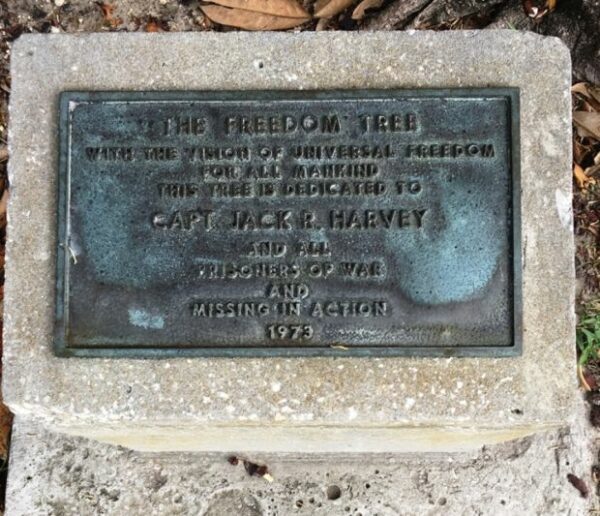 THE FREEDOM TREE
WITH THE VISION OF UNIVERSAL FREEDOM
FOR ALL MANKIND
THIS TREE IS DEDICATED TO
CAPT. JACK R. HARVEY
AND ALL
PRISONERS OF WAR
AND
MISSING IN ACTION
1973